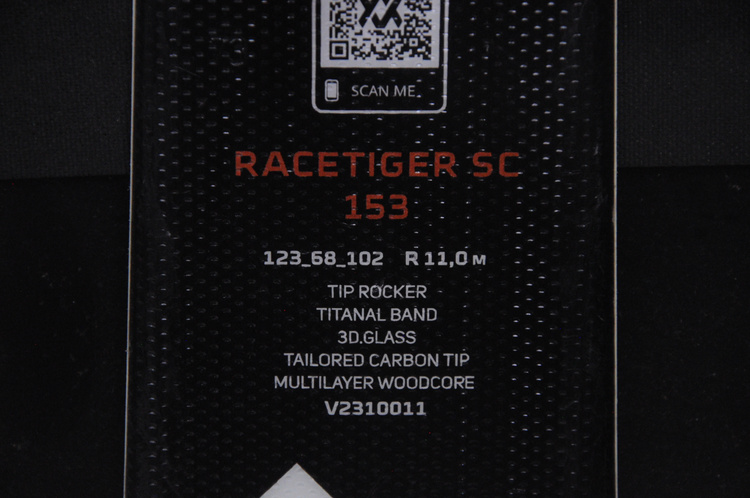 SCAN ME
RACETIGER SC
153
123_68_102 R 11,0 M
TIP ROCKER
TITANAL BAND
3D.GLASS
TAILORED CARBON TIP
MULTILAYER WOODCORE
V2310011